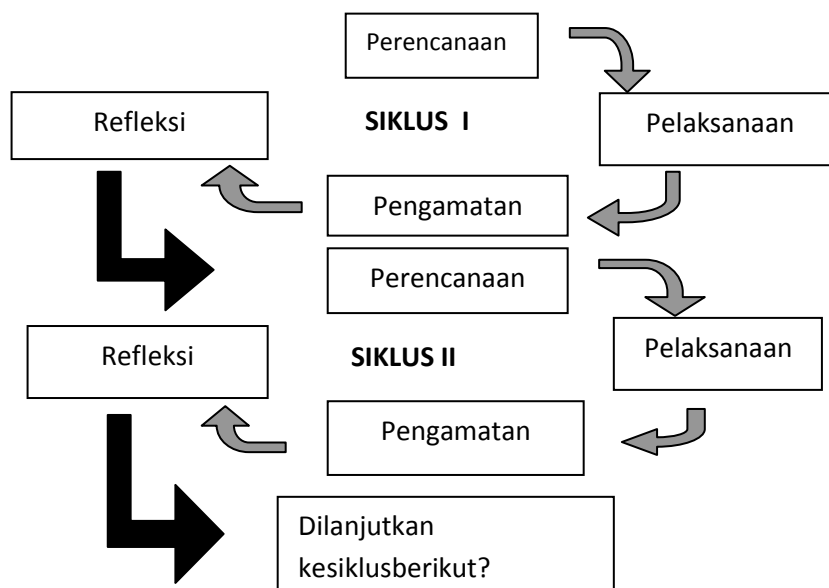 Perencanaan
Refleksi
SIKLUS I
Pelaksanaan
Pengamatan
Perencanaan
Refleksi
SIKLUS II
Pelaksanaan
Pengamatan
Dilanjutkan
kesiklusberikut?